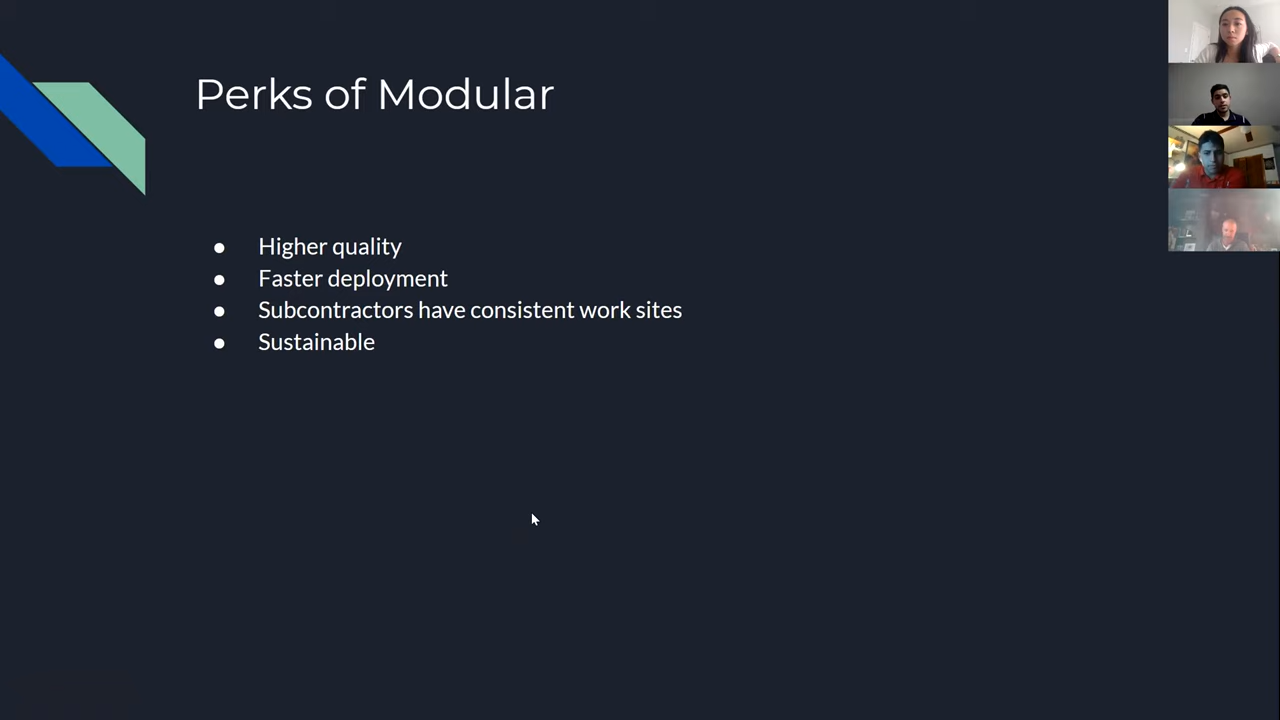 Perks of Modular
● Higher quality
● Faster deployment
● Subcontractors have consistent work sites
● Sustainable